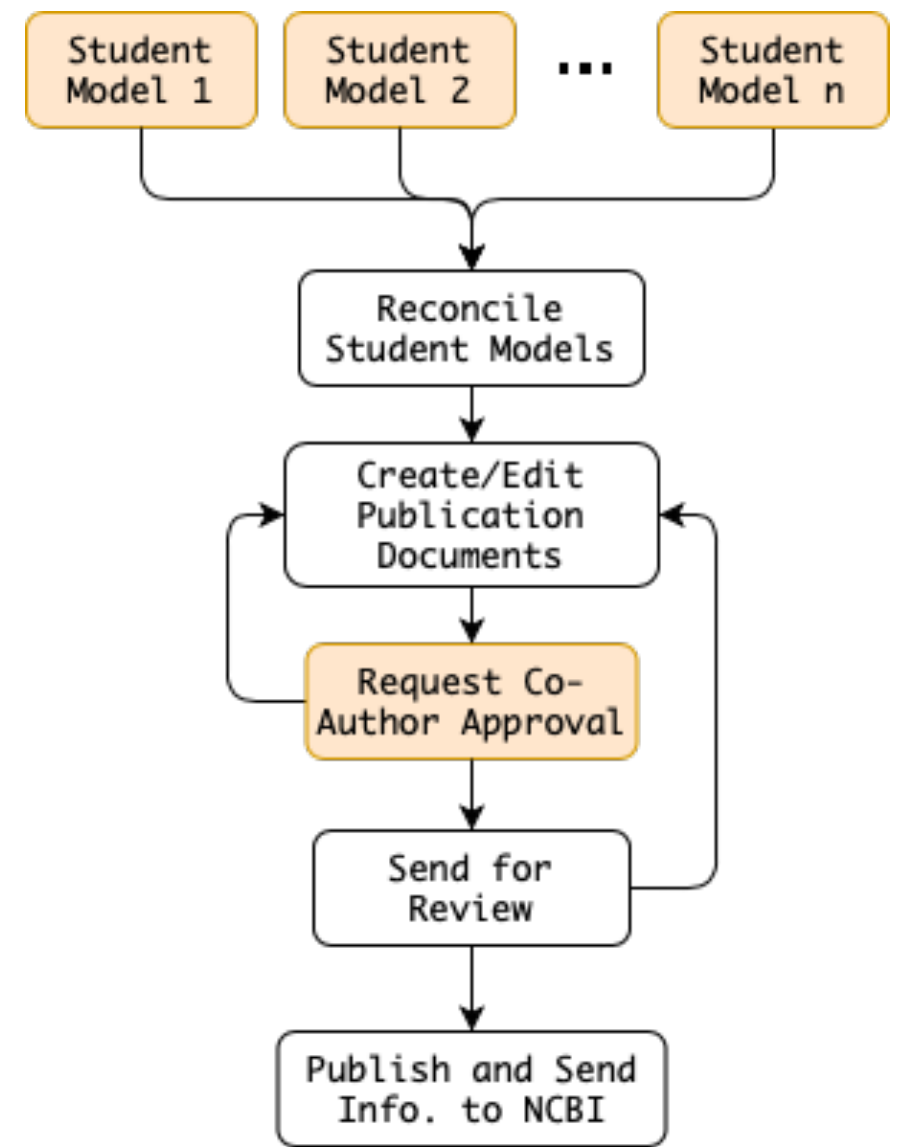 Student
Model 1
Student
Model 2
...
Student
Model n
Reconcile
Student Models
Create/Edit
Publication
Documents
Request Co-
Author Approval
Send for
Review
Publish and Send
Info. to NCBI